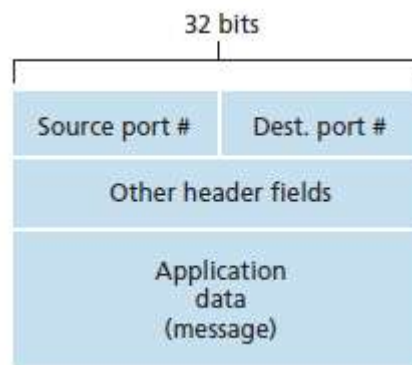 32 bits
Source port #
Dest. port #
Other header fields
Application
data
(message)